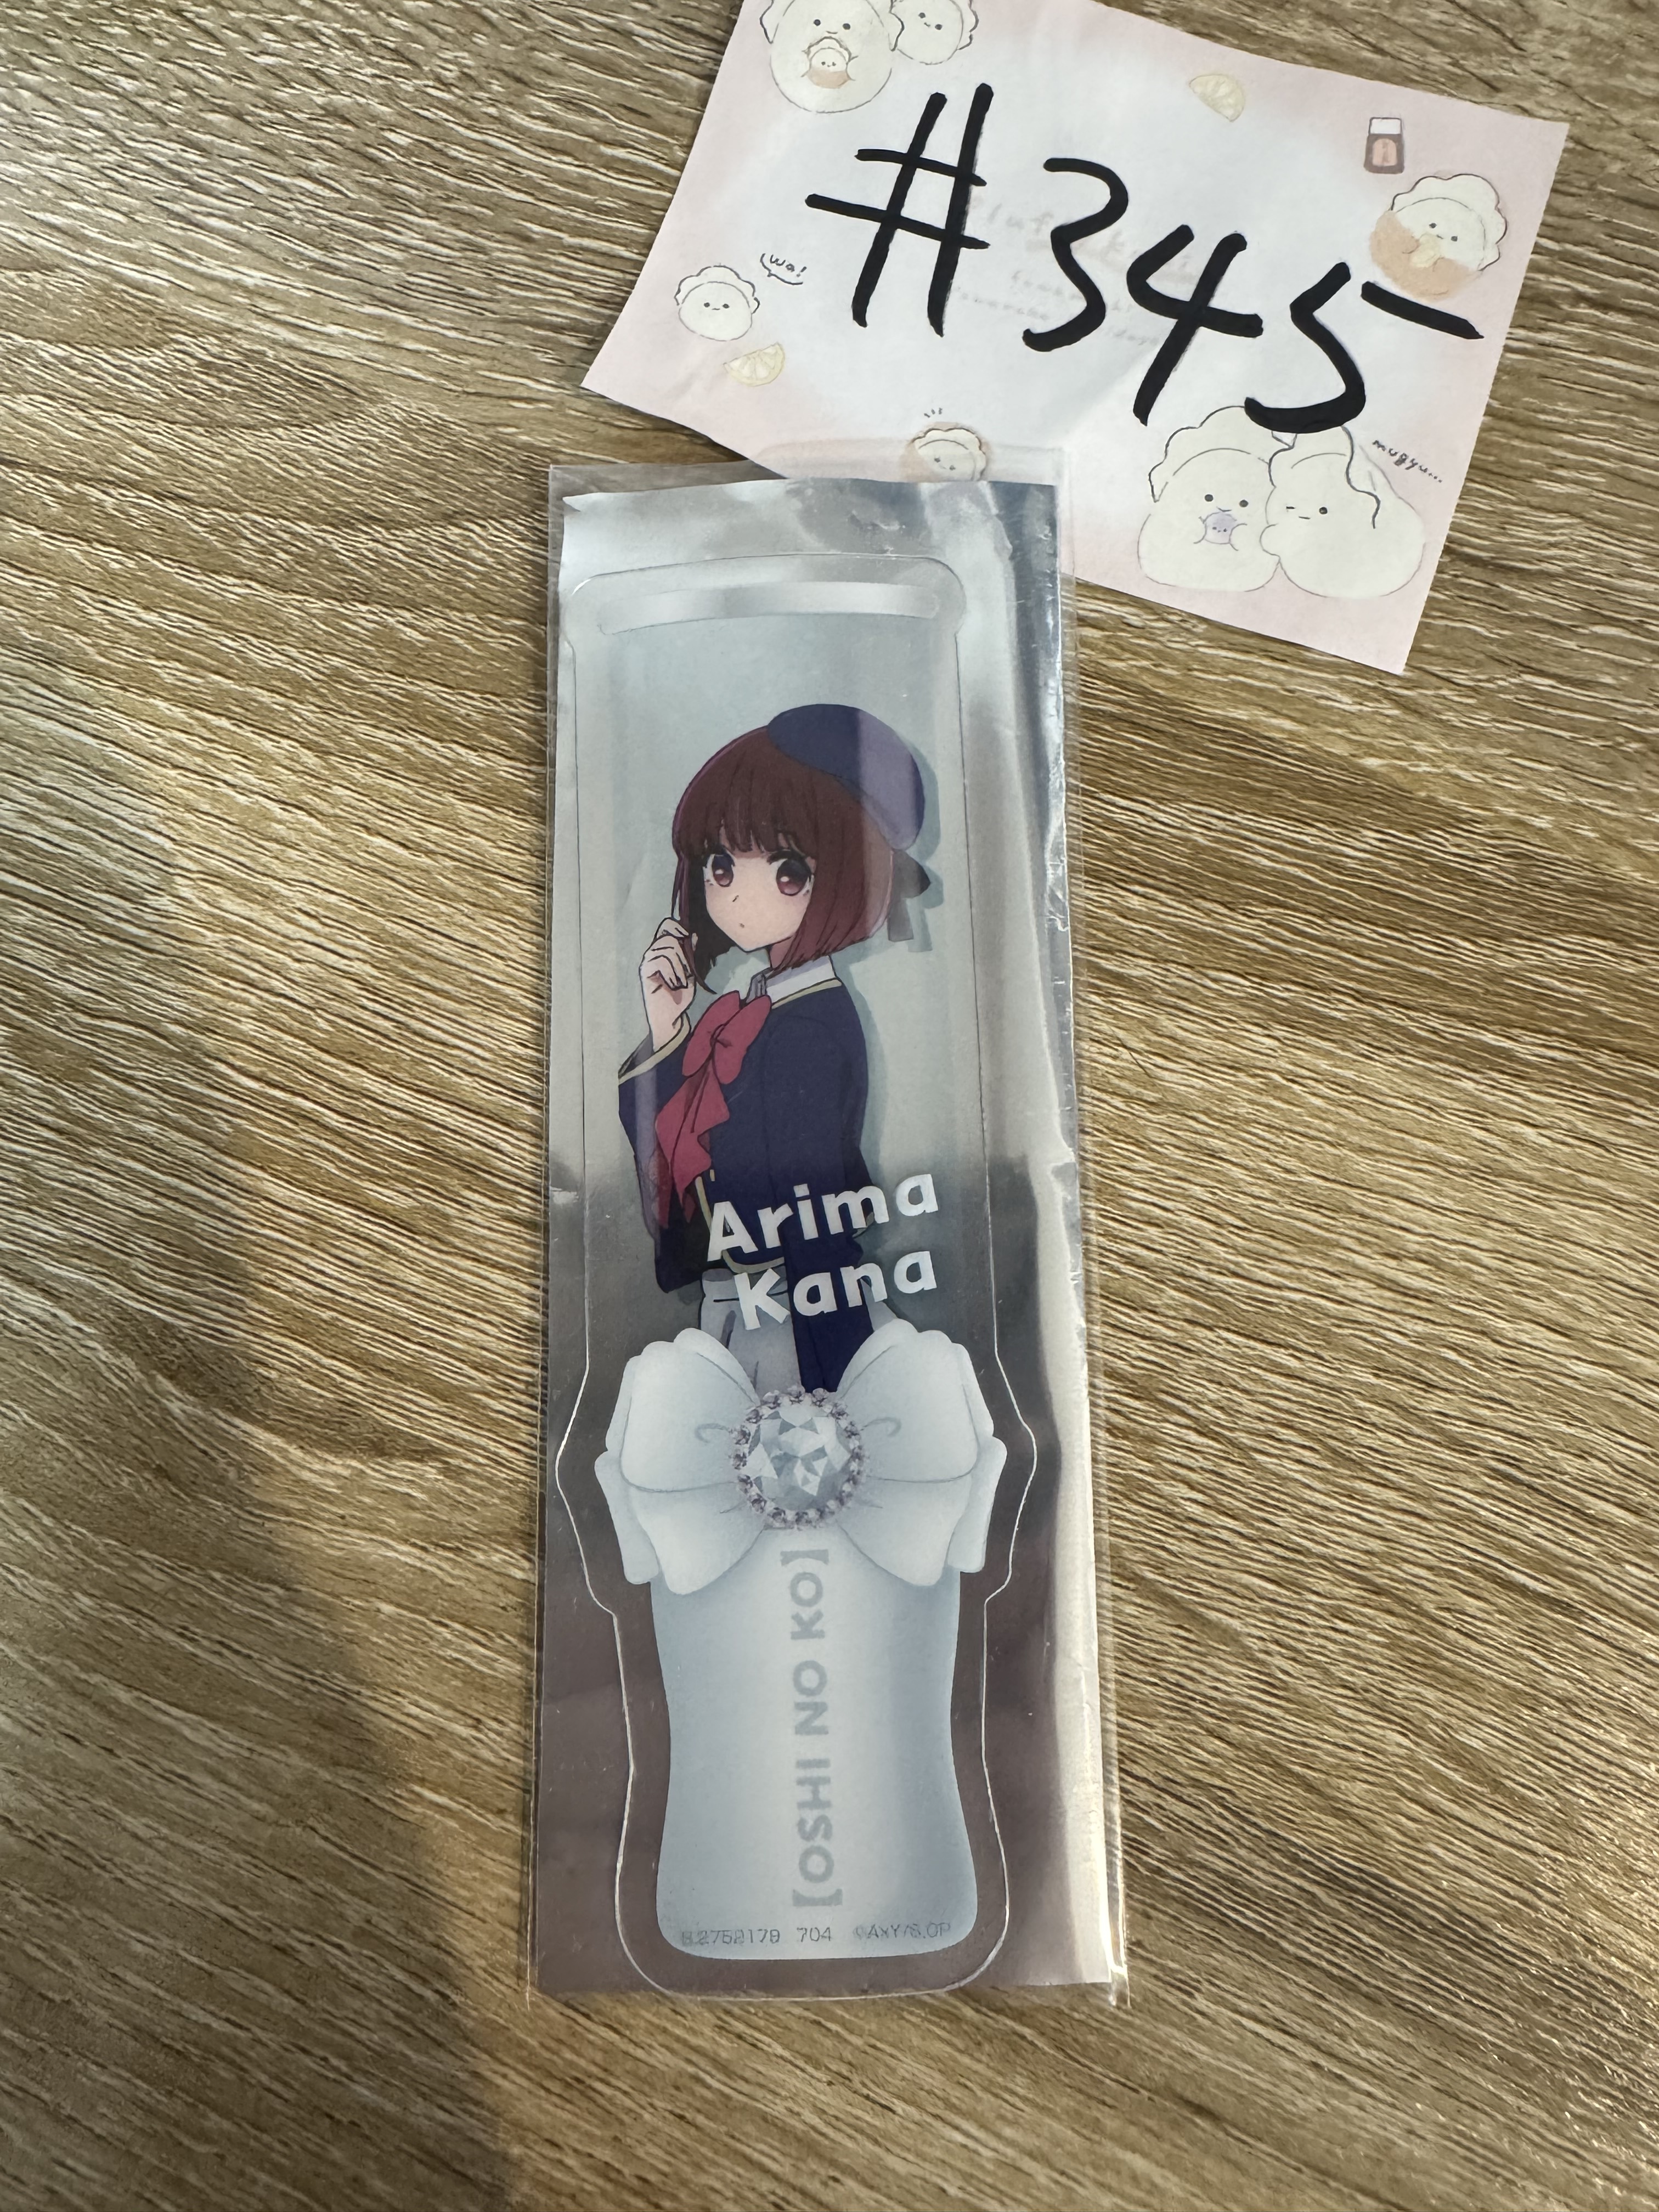 #345
wa!
mugyu...
Arima
Kana
[OSHI NO KO]
704 ©AxY/S,OP